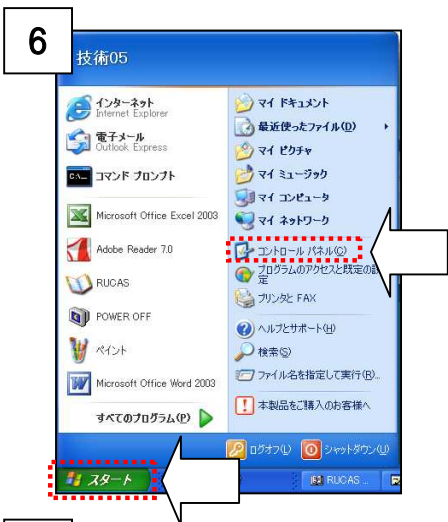 6
技術05
インターネット
Internet Explorer
電子メール
Outlook Express
コマンド プロンプト
Microsoft Office Excel 2003
Adobe Reader 7.0
RUCAS
POWER OFF
ペイント
Microsoft Office Word 2003
すべてのプログラム(P)
マイ ドキュメント
最近使ったファイル(D)
マイ ピクチャ
マイ ミュージック
マイ コンピュータ
マイ ネットワーク
コントロール パネル(C)
プログラムのアクセスと既定の設
定
プリンタと FAX
ヘルプとサポート(H)
検索(S)
ファイル名を指定して実行(R)...
本製品をご購入のお客様へ
ログオフ(L)
シャットダウン(U)
スタート
RUCAS ...